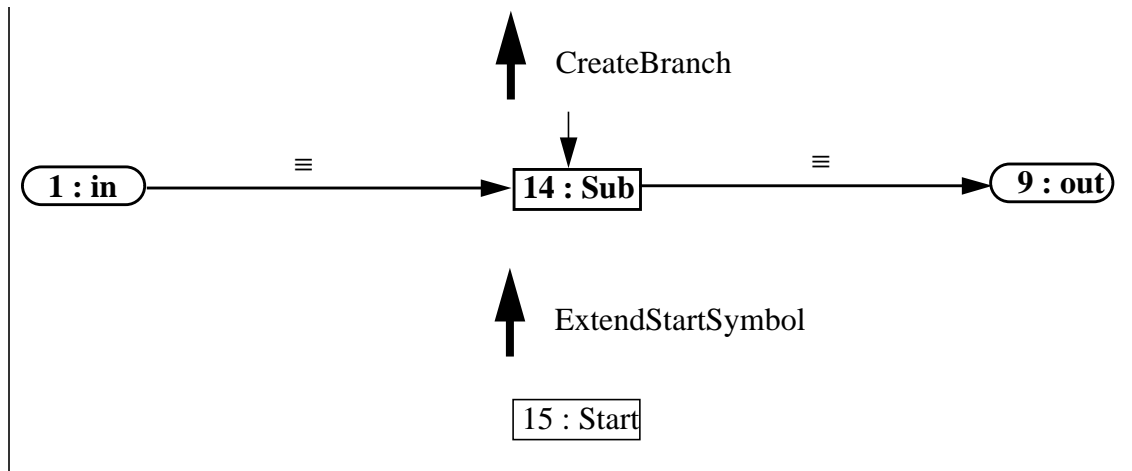 CreateBranch
≡ ≡
1 : in 14 : Sub 9 : out
ExtendStartSymbol
15 : Start